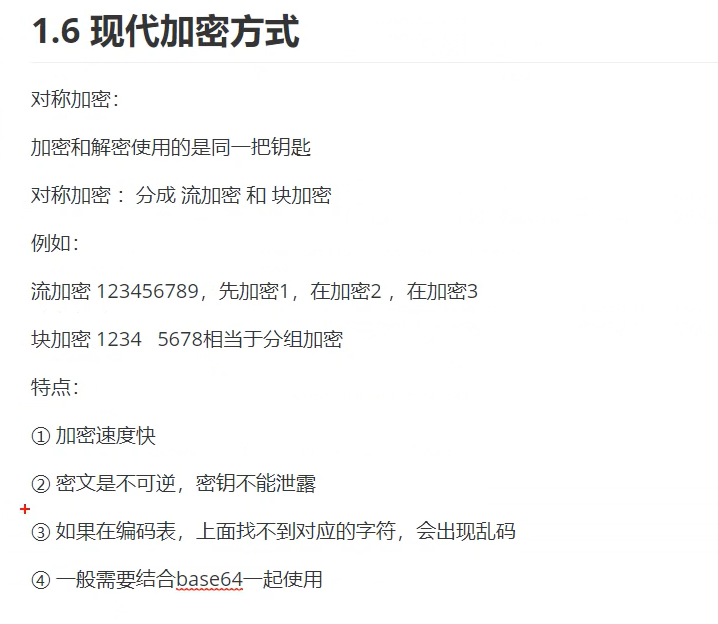 1.6 现代加密方式
对称加密：
加密和解密使用的是同一把钥匙
对称加密 ：分成 流加密 和 块加密
例如：
流加密 123456789，先加密1，在加密2 ，在加密3
块加密 1234 5678相当于分组加密
特点：
① 加密速度快
② 密文是不可逆，密钥不能泄露
③ 如果在编码表，上面找不到对应的字符，会出现乱码
④ 一般需要结合base64一起使用